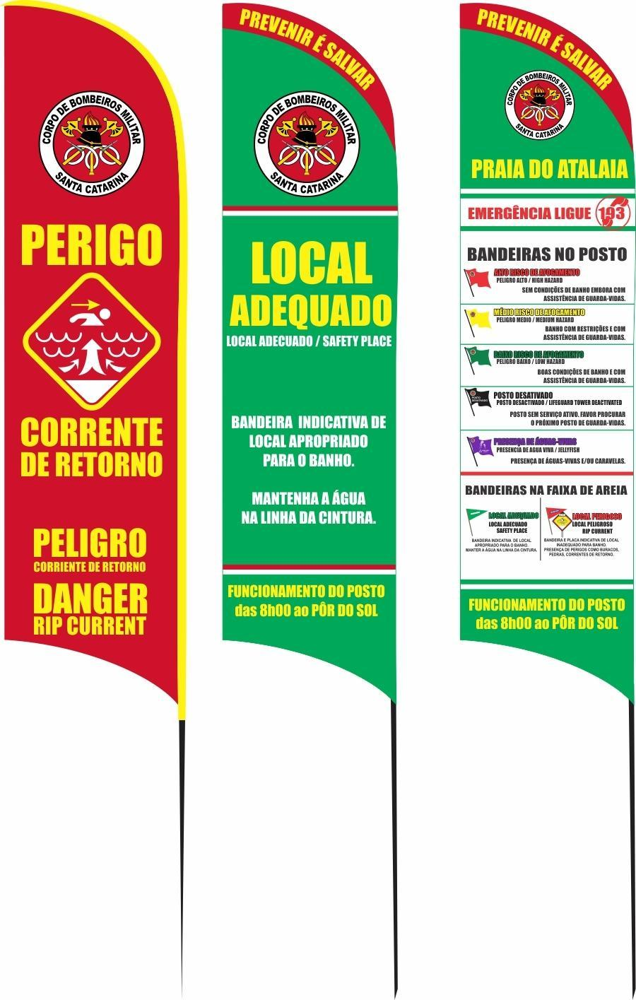 CORPO DE BOMBEIROS MILITAR
SANTA CATARINA
PERIGO
CORRENTE
DE RETORNO
PELIGRO
CORRIENTE DE RETORNO
DANGER
RIP CURRENT
PREVENIR É SALVAR
CORPO DE BOMBEIROS MILITAR
SANTA CATARINA
LOCAL
ADEQUADO
LOCAL ADECUADO / SAFETY PLACE
BANDEIRA INDICATIVA DE
LOCAL APROPRIADO
PARA O BANHO.
MANTENHA A ÁGUA
NA LINHA DA CINTURA.
FUNCIONAMENTO DO POSTO
das 8h00 ao PÔR DO SOL
PREVENIR É SALVAR
CORPO DE BOMBEIROS MILITAR
SANTA CATARINA
PRAIA DO ATALAIA
EMERGÊNCIA LIGUE 193
BANDEIRAS NO POSTO
ALTO RISCO DE AFOGAMENTO
PELIGRO ALTO / HIGH HAZARD
SEM CONDIÇÕES DE BANHO EMBORA COM
ASSISTÊNCIA DE GUARDA-VIDAS.
MÉDIO RISCO DE AFOGAMENTO
PELIGRO MEDIO / MEDIUM HAZARD
BANHO COM RESTRIÇÕES E COM
ASSISTÊNCIA DE GUARDA-VIDAS.
BAIXO RISCO DE AFOGAMENTO
PELIGRO BAIXO / LOW HAZARD
BOAS CONDIÇÕES DE BANHO E COM
ASSISTÊNCIA DE GUARDA-VIDAS.
POSTO
DESATIVADO
POSTO DESATIVADO
POSTO DESACTIVADO / LIFEGUARD TOWER DEACTIVATED
POSTO SEM SERVIÇO ATIVO. FAVOR PROCURAR
O PRÓXIMO POSTO DE GUARDA-VIDAS.
PRESENÇA DE ÁGUAS-VIVAS
PRESENCIA DE AGUA VIVA / JELLYFISH
PRESENÇA DE ÁGUAS-VIVAS E/OU CARAVELAS.
BANDEIRAS NA FAIXA DE AREIA
LOCAL ADEQUADO
LOCAL ADECUADO
SAFETY PLACE
BANDEIRA INDICATIVA DE LOCAL
APROPRIADO PARA O BANHO.
MANTER A ÁGUA NA LINHA DA CINTURA.
LOCAL PERIGOSO
LOCAL PELIGROSO
RIP CURRENT
BANDEIRA E PLACA INDICATIVA DE LOCAL
INADEQUADO PARA BANHO.
PRESENÇA DE PERIGOS COMO BURACOS,
PEDRAS, CORRENTES DE RETORNO.
FUNCIONAMENTO DO POSTO
das 8h00 ao PÔR DO SOL